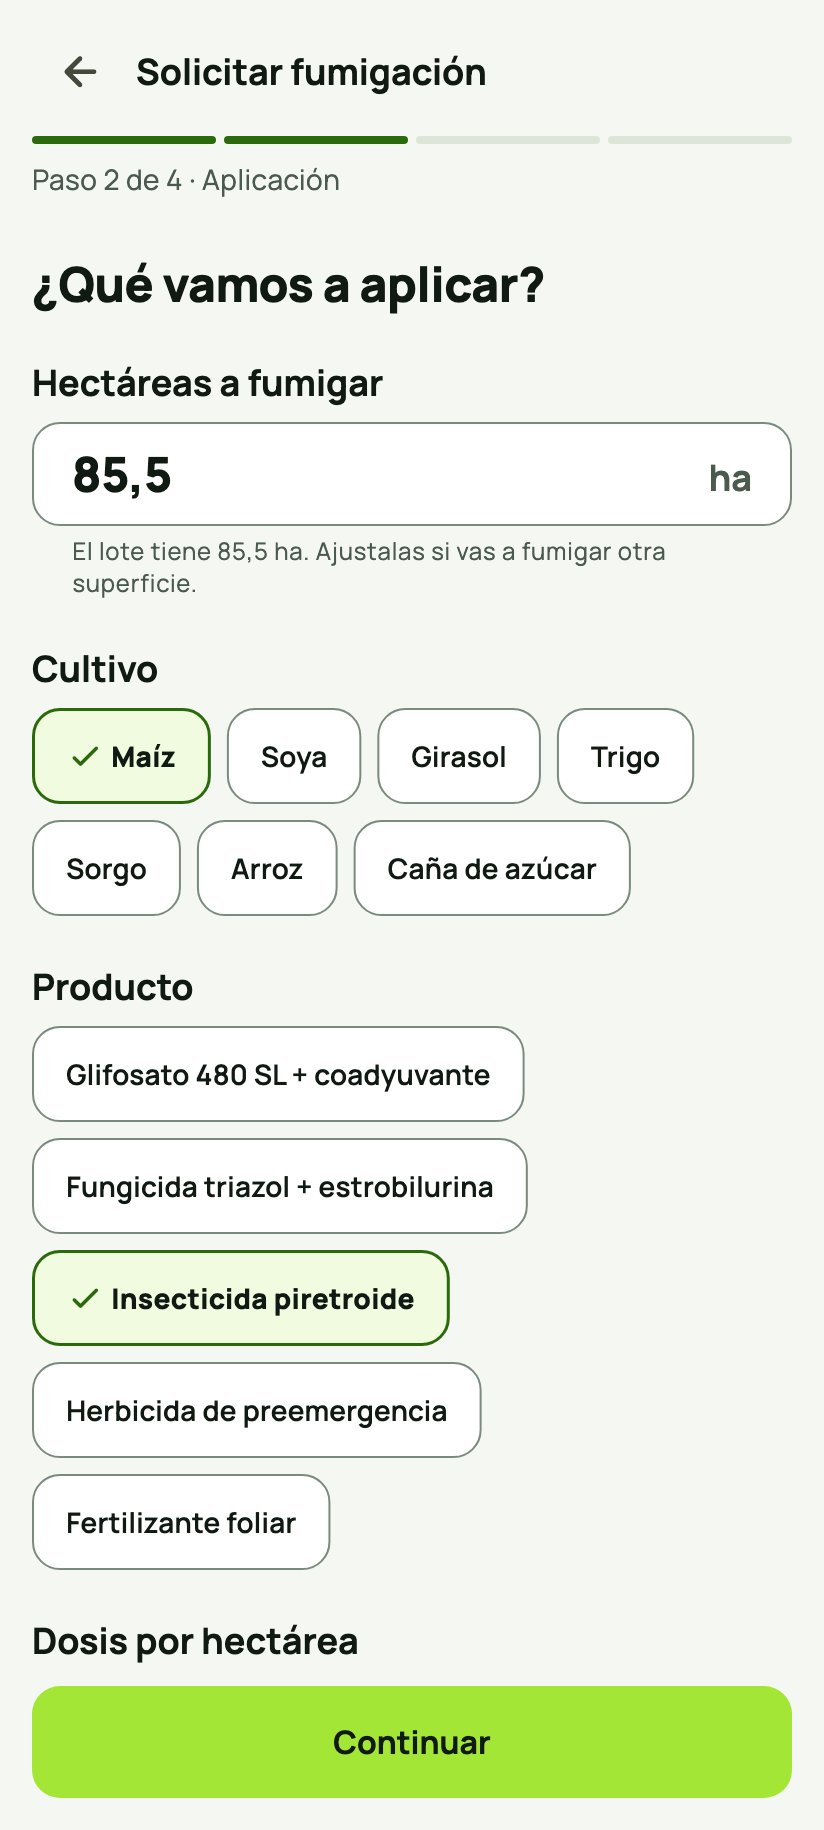 Solicitar fumigación
Paso 2 de 4 · Aplicación
¿Qué vamos a aplicar?
Hectáreas a fumigar
85,5 ha
El lote tiene 85,5 ha. Ajustalas si vas a fumigar otra
superficie.
Cultivo
Maíz Soya Girasol Trigo
Sorgo Arroz Caña de azúcar
Producto
Glifosato 480 SL + coadyuvante
Fungicida triazol + estrobilurina
Insecticida piretroide
Herbicida de preemergencia
Fertilizante foliar
Dosis por hectárea
Continuar